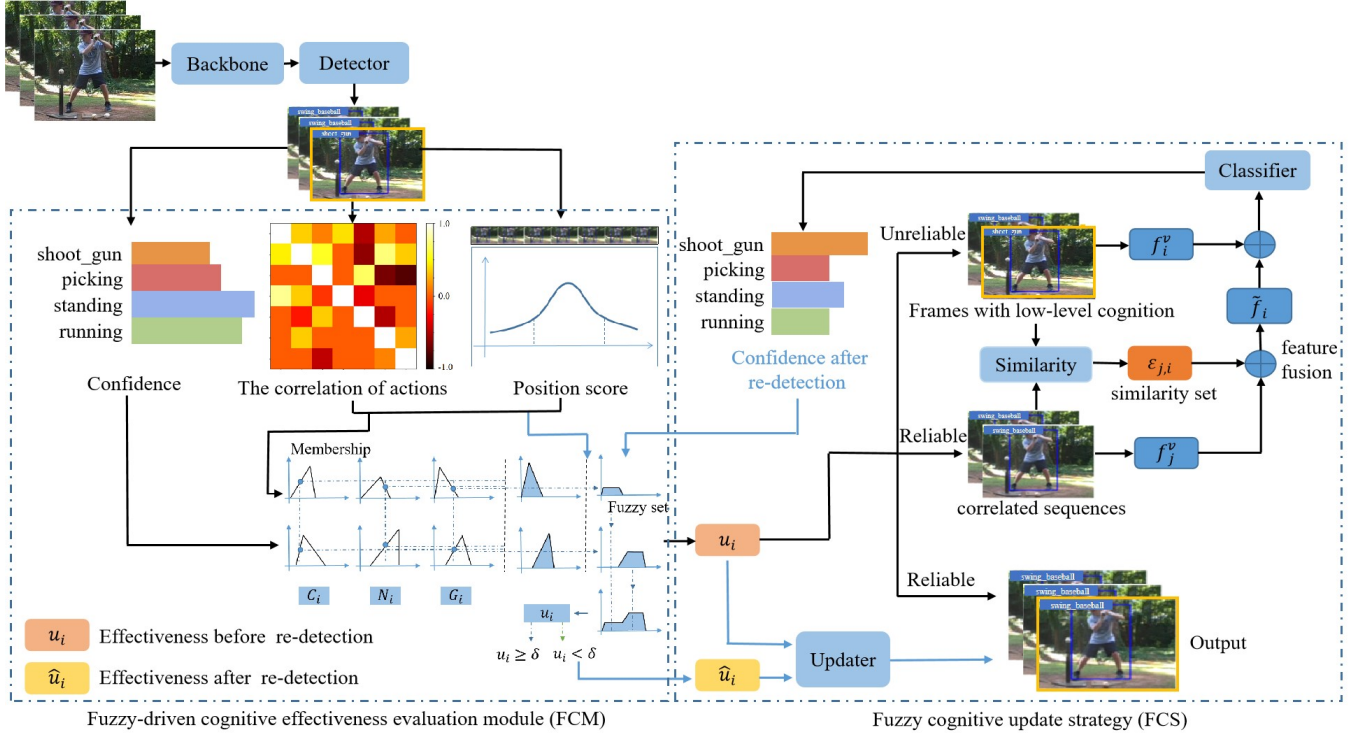 Backbone
Detector
swing_baseball
swing_baseball
shoot_gun
shoot_gun
picking
standing
running
Confidence
1.0
0.0
-1.0
The correlation of actions
Position score
Membership
Fuzzy set
C_i
N_i
G_i
u_i
u_i ≥ δ
u_i < δ
u_i Effectiveness before re-detection
û_i Effectiveness after re-detection
Fuzzy-driven cognitive effectiveness evaluation module (FCM)
Classifier
shoot_gun
picking
standing
running
Confidence after
re-detection
Unreliable
swing_baseball
shoot_gun
f_i^v
Frames with low-level cognition
f̃_i
Similarity
ε_{j,i}
similarity set
feature
fusion
Reliable
swing_baseball
swing_baseball
f_j^v
correlated sequences
u_i
Reliable
swing_baseball
swing_baseball
swing_baseball
Output
û_i
Updater
Fuzzy cognitive update strategy (FCS)